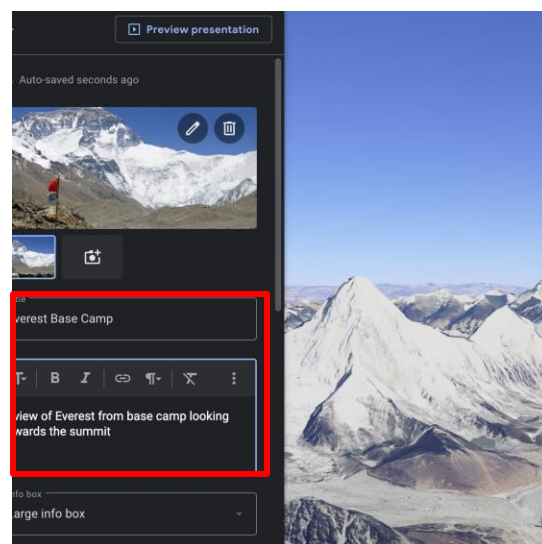 Preview presentation
Auto-saved seconds ago
verest Base Camp
B I
view of Everest from base camp looking
wards the summit
nfo box
arge info box